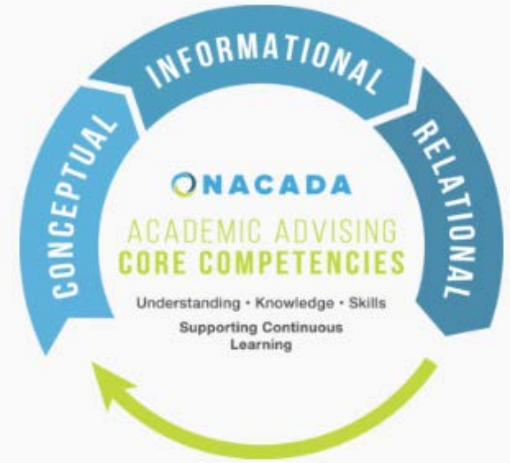 CONCEPTUAL
INFORMATIONAL
RELATIONAL
NACADA
ACADEMIC ADVISING
CORE COMPETENCIES
Understanding • Knowledge • Skills
Supporting Continuous
Learning